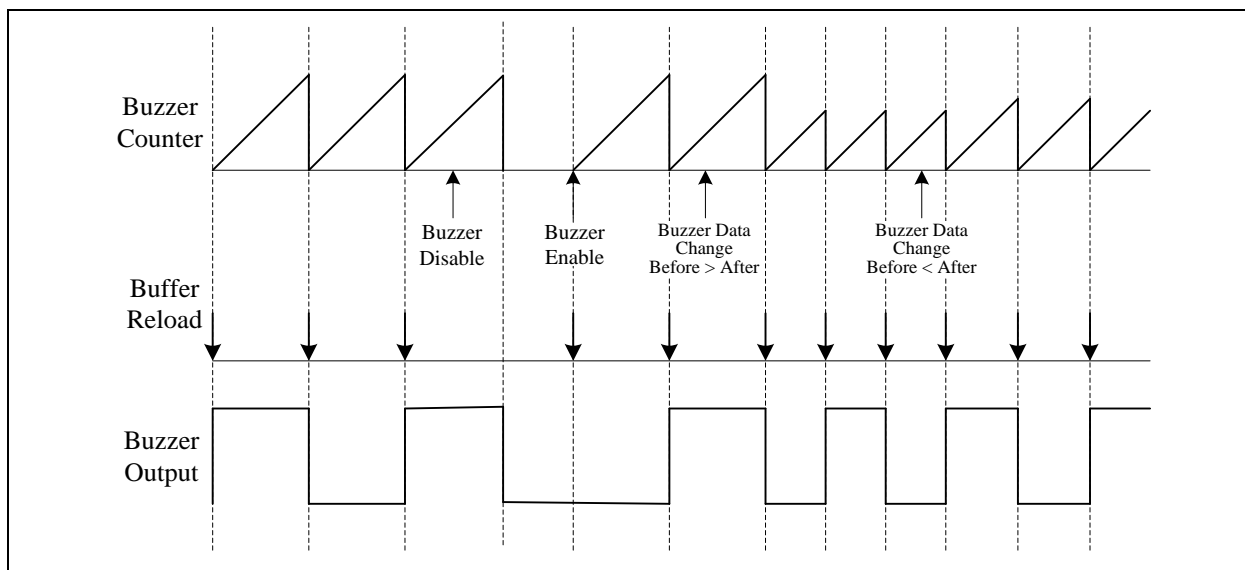 Buzzer
Counter
Buzzer
Disable
Buzzer
Enable
Buzzer Data
Change
Before > After
Buzzer Data
Change
Before < After
Buffer
Reload
Buzzer
Output